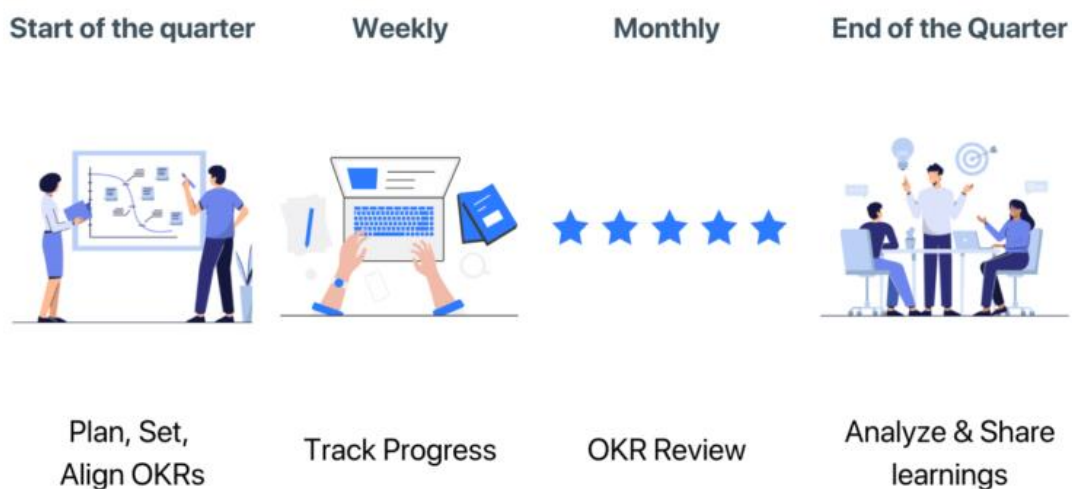 Start of the quarter
Weekly
Monthly
End of the Quarter
Plan, Set,
Align OKRs
Track Progress
OKR Review
Analyze & Share
learnings